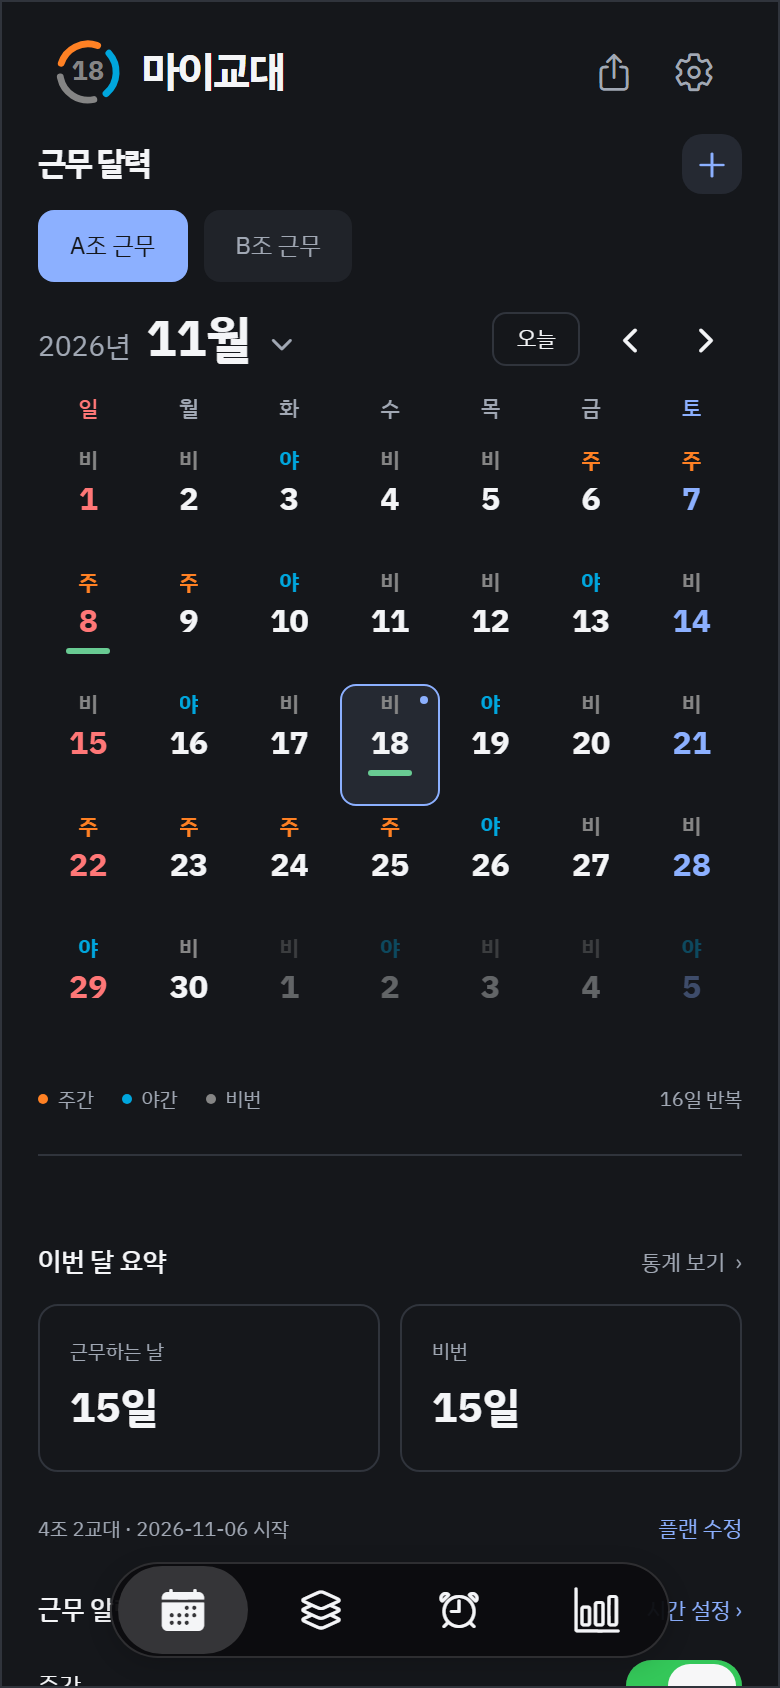 18 마이교대
근무 달력
A조 근무 B조 근무
2026년 11월 오늘
일 월 화 수 목 금 토
비 비 야 비 비 주 주
1 2 3 4 5 6 7
주 주 야 비 비 야 비
8 9 10 11 12 13 14
비 야 비 비 야 비 비
15 16 17 18 19 20 21
주 주 주 주 야 비 비
22 23 24 25 26 27 28
야 비 비 야 비 비 야
29 30 1 2 3 4 5
주간 야간 비번 16일 반복
이번 달 요약 통계 보기 ›
근무하는 날 비번
15일 15일
4조 2교대 · 2026-11-06 시작 플랜 수정
근무 알 시간 설정 ›
주간